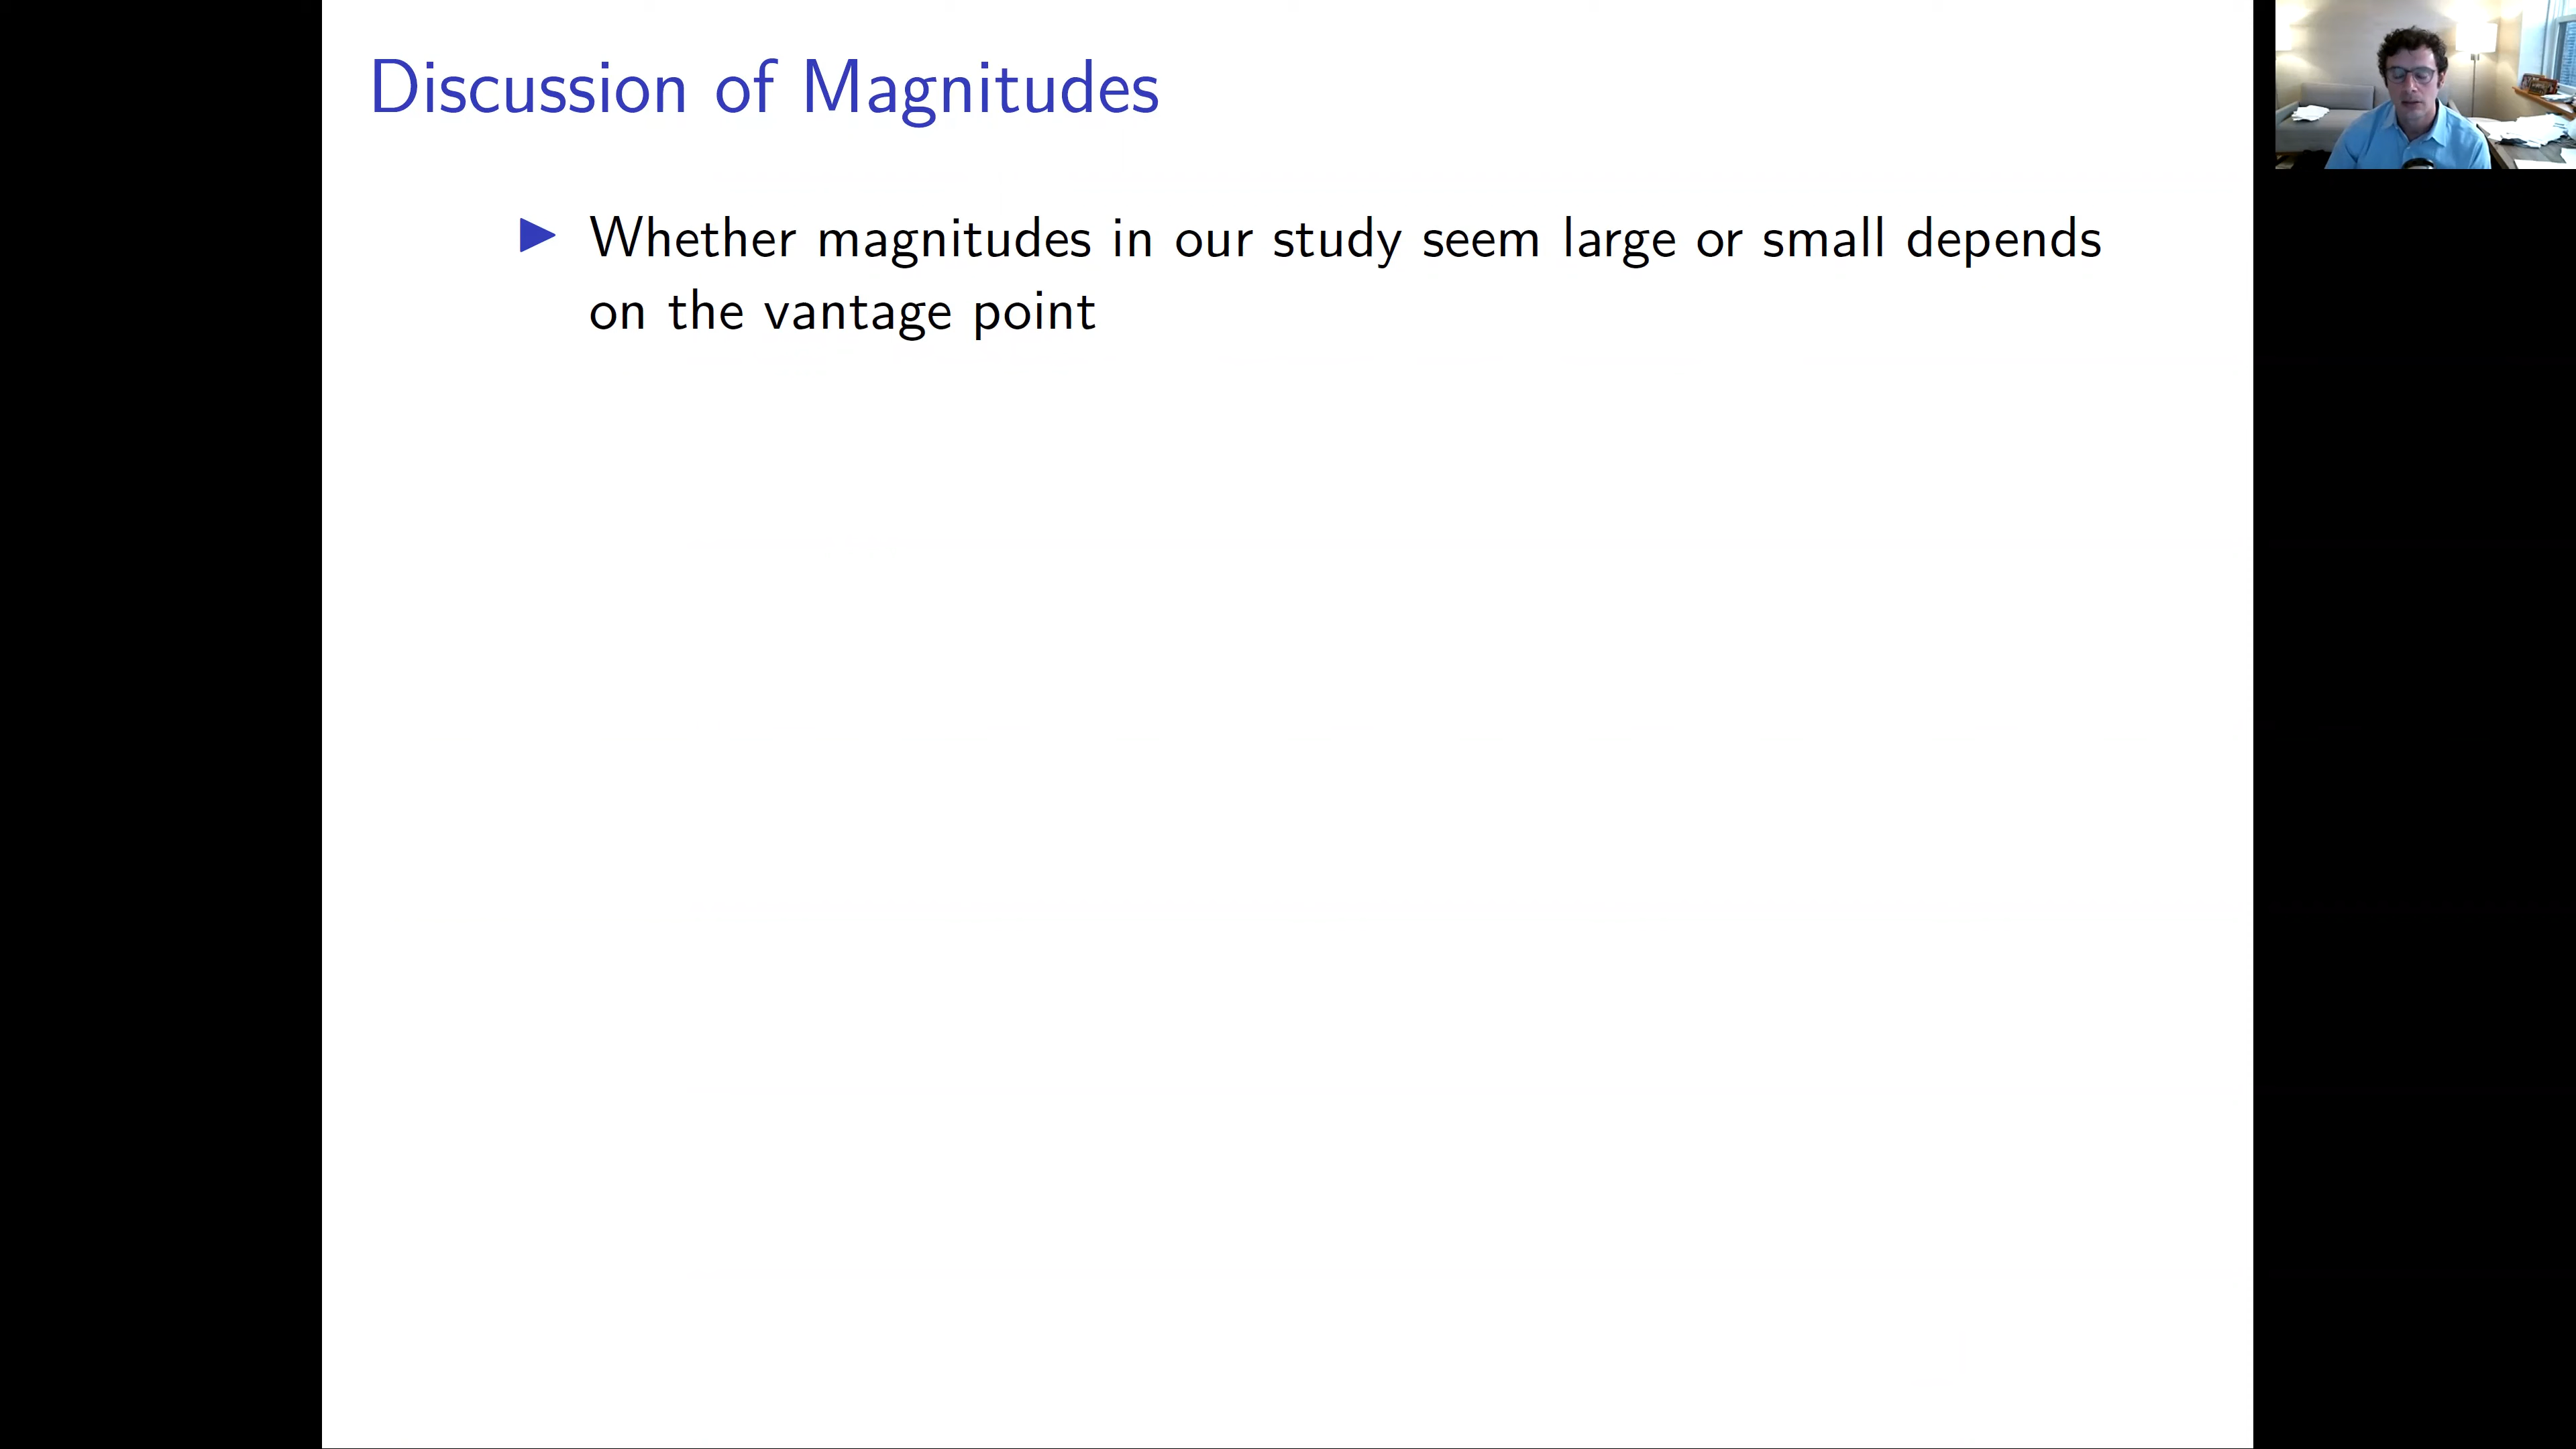 Discussion of Magnitudes
Whether magnitudes in our study seem large or small depends
on the vantage point